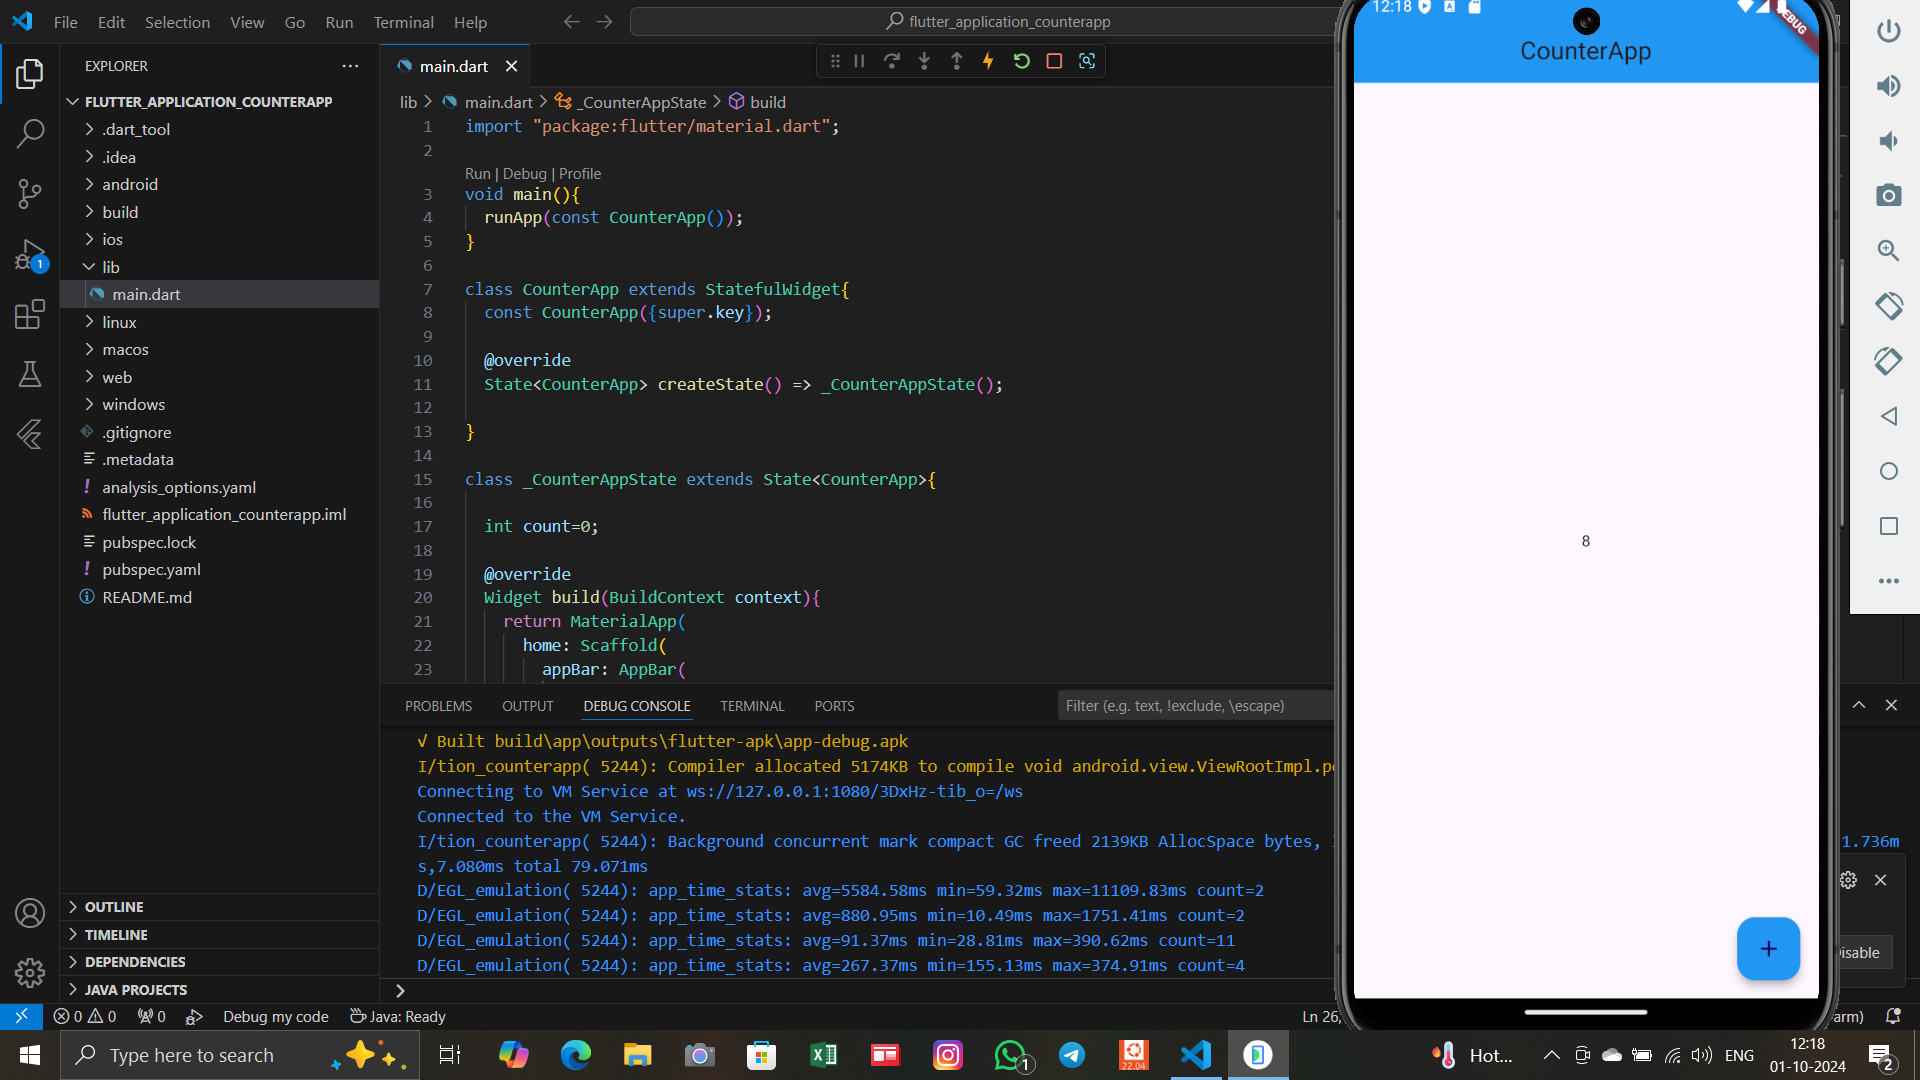 File Edit Selection View Go Run Terminal Help
flutter_application_counterapp
EXPLORER
FLUTTER_APPLICATION_COUNTERAPP
.dart_tool
.idea
android
build
ios
lib
main.dart
linux
macos
web
windows
.gitignore
.metadata
analysis_options.yaml
flutter_application_counterapp.iml
pubspec.lock
pubspec.yaml
README.md
OUTLINE
TIMELINE
DEPENDENCIES
JAVA PROJECTS
1
main.dart
lib > main.dart > _CounterAppState > build
1 import "package:flutter/material.dart";
2
Run | Debug | Profile
3 void main(){
4 runApp(const CounterApp());
5 }
6
7 class CounterApp extends StatefulWidget{
8 const CounterApp({super.key});
9
10 @override
11 State<CounterApp> createState() => _CounterAppState();
12
13 }
14
15 class _CounterAppState extends State<CounterApp>{
16
17 int count=0;
18
19 @override
20 Widget build(BuildContext context){
21 return MaterialApp(
22 home: Scaffold(
23 appBar: AppBar(
PROBLEMS OUTPUT DEBUG CONSOLE TERMINAL PORTS
Filter (e.g. text, !exclude, \escape)
√ Built build\app\outputs\flutter-apk\app-debug.apk
I/tion_counterapp( 5244): Compiler allocated 5174KB to compile void android.view.ViewRootImpl.pe
Connecting to VM Service at ws://127.0.0.1:1080/3DxHz-tib_o=/ws
Connected to the VM Service.
I/tion_counterapp( 5244): Background concurrent mark compact GC freed 2139KB AllocSpace bytes, 1.736m
s,7.080ms total 79.071ms
D/EGL_emulation( 5244): app_time_stats: avg=5584.58ms min=59.32ms max=11109.83ms count=2
D/EGL_emulation( 5244): app_time_stats: avg=880.95ms min=10.49ms max=1751.41ms count=2
D/EGL_emulation( 5244): app_time_stats: avg=91.37ms min=28.81ms max=390.62ms count=11
D/EGL_emulation( 5244): app_time_stats: avg=267.37ms min=155.13ms max=374.91ms count=4
isable
12:18
DEBUG
CounterApp
8
+
0 0 0 Debug my code Java: Ready
Ln 26,
arm)
Type here to search
1
22.04
Hot...
ENG
12:18
01-10-2024
2